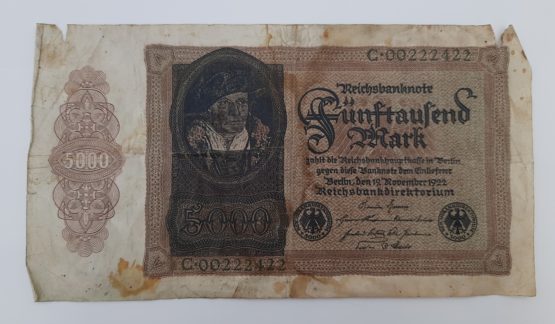 C·00222422
Reichsbanknote
Fünftausend
Mark
zahlt die Reichsbankhauptkasse in Berlin
gegen diese Banknote dem Einlieferer
Berlin, den 19. November 1922
Reichsbankdirektorium
5000
5000
C·00222422